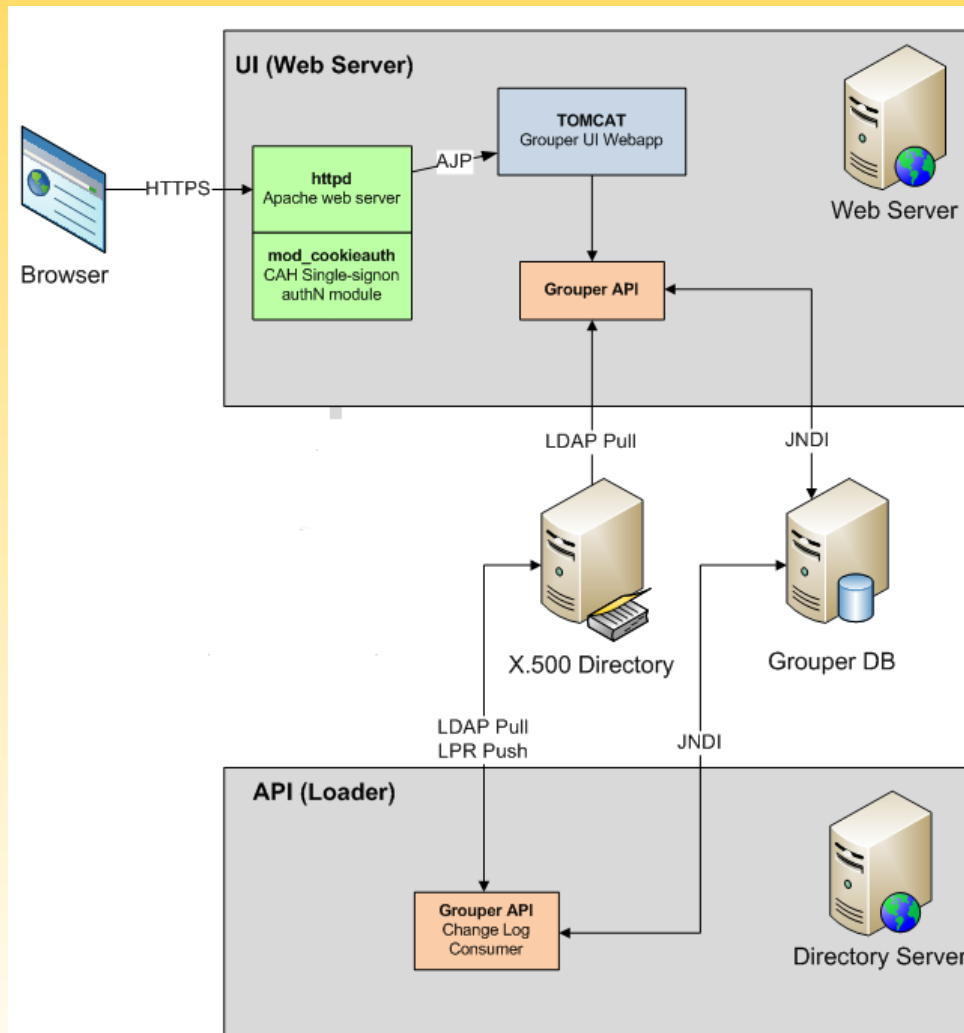 UI (Web Server)
TOMCAT
Grouper UI Webapp
AJP
HTTPS
httpd
Apache web server
mod_cookieauth
CAH Single-signon
authN module
Browser
Web Server
Grouper API
LDAP Pull
JNDI
X.500 Directory
Grouper DB
LDAP Pull
LPR Push
JNDI
API (Loader)
Grouper API
Change Log
Consumer
Directory Server